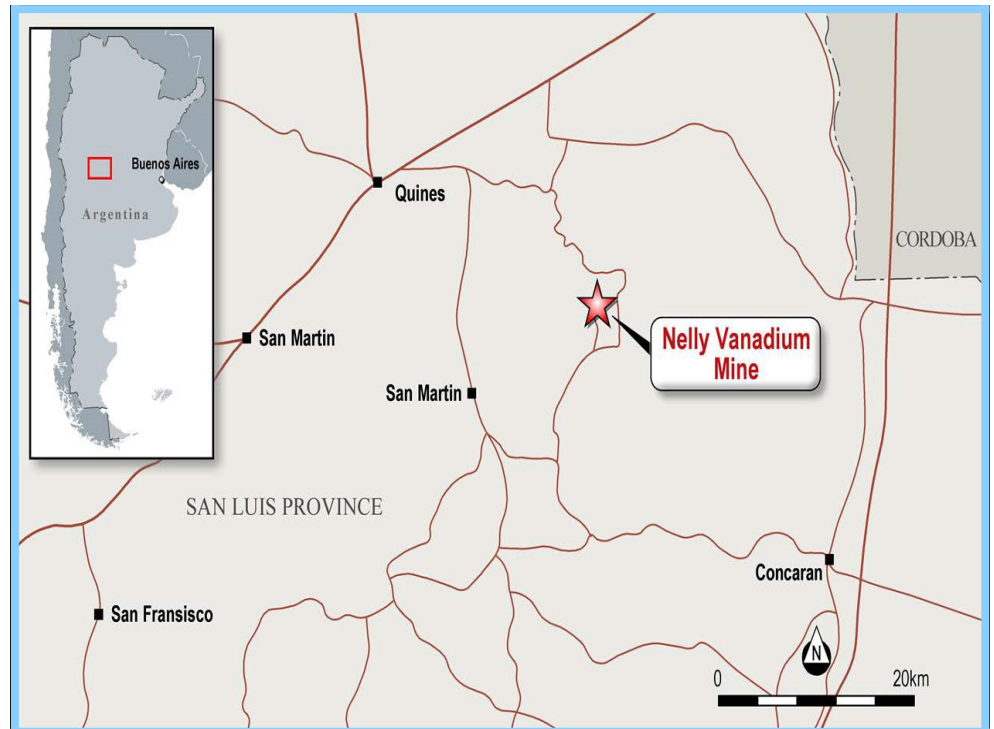 Buenos Aires
Argentina
Quines
CORDOBA
San Martin
Nelly Vanadium
Mine
San Martin
SAN LUIS PROVINCE
Concaran
San Fransisco
N
0 20km